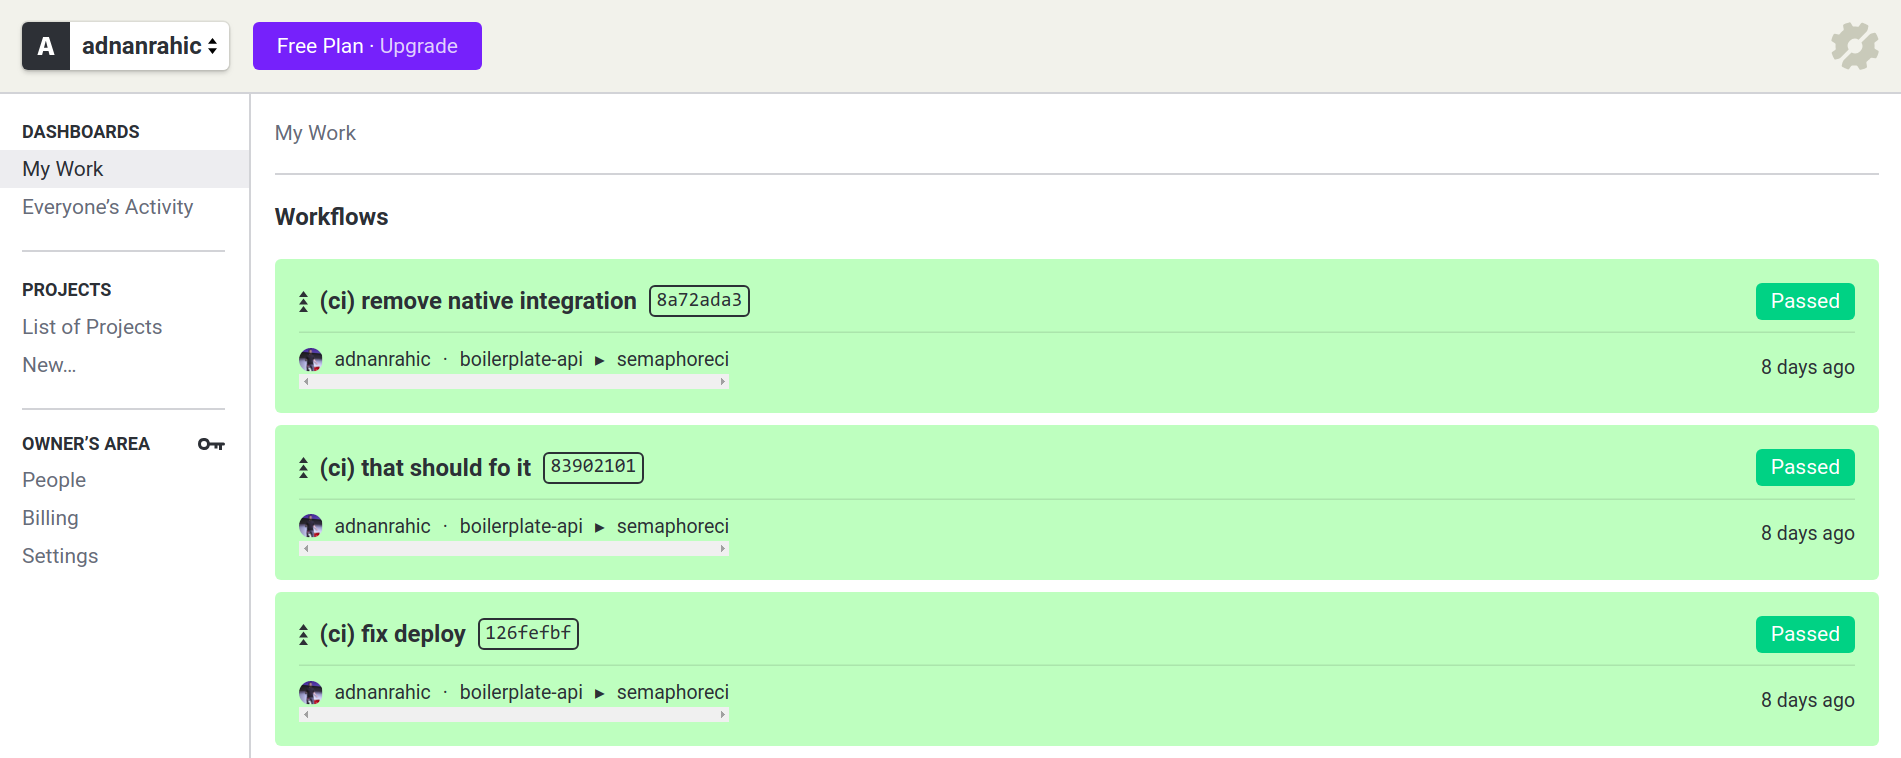 A adnanrahic
Free Plan · Upgrade
DASHBOARDS
My Work
Everyone’s Activity
PROJECTS
List of Projects
New...
OWNER’S AREA
People
Billing
Settings
My Work
Workflows
(ci) remove native integration 8a72ada3 Passed
adnanrahic · boilerplate-api ▸ semaphoreci 8 days ago
(ci) that should fo it 83902101 Passed
adnanrahic · boilerplate-api ▸ semaphoreci 8 days ago
(ci) fix deploy 126fefbf Passed
adnanrahic · boilerplate-api ▸ semaphoreci 8 days ago